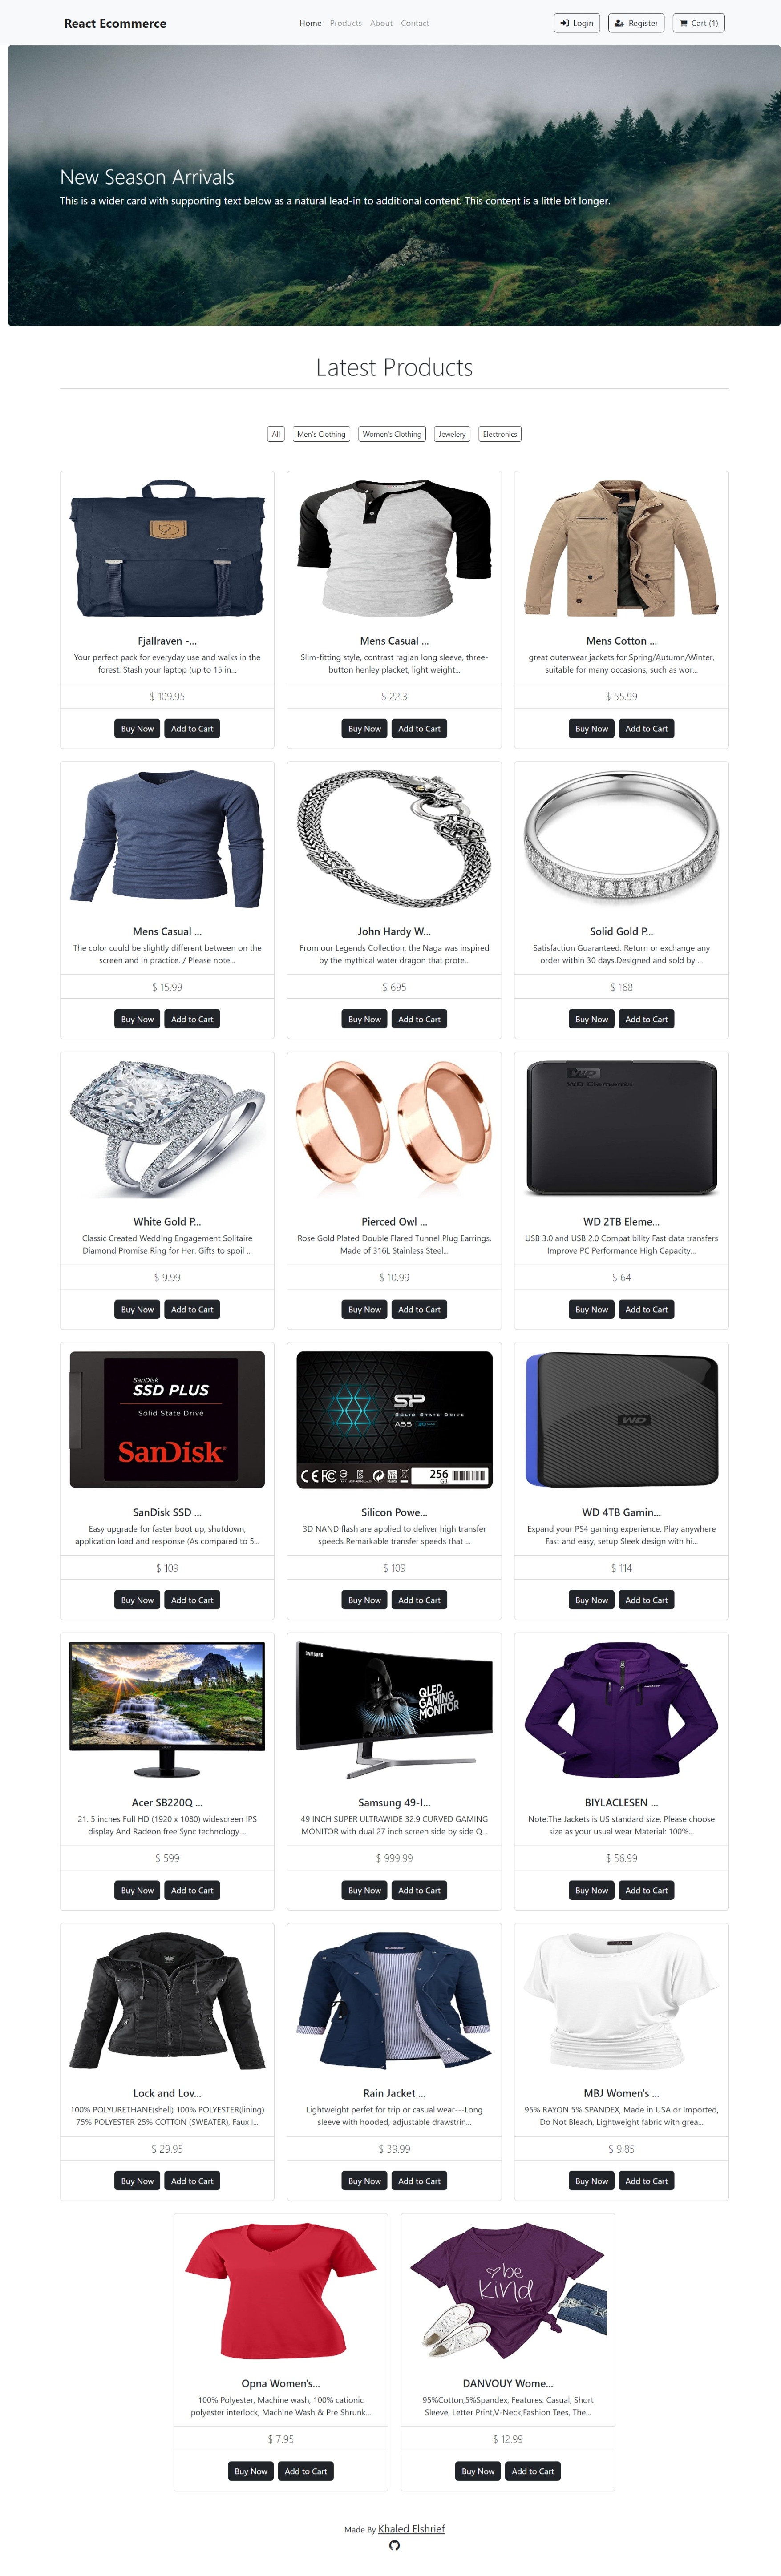 React Ecommerce
Home Products About Contact
Login Register Cart (1)
New Season Arrivals
This is a wider card with supporting text below as a natural lead-in to additional content. This content is a little bit longer.
Latest Products
All Men's Clothing Women's Clothing Jewelery Electronics
Fjallraven -...
Your perfect pack for everyday use and walks in the
forest. Stash your laptop (up to 15 in...
$ 109.95
Buy Now Add to Cart
Mens Casual ...
Slim-fitting style, contrast raglan long sleeve, three-
button henley placket, light weight...
$ 22.3
Buy Now Add to Cart
Mens Cotton ...
great outerwear jackets for Spring/Autumn/Winter,
suitable for many occasions, such as wor...
$ 55.99
Buy Now Add to Cart
Mens Casual ...
The color could be slightly different between on the
screen and in practice. / Please note...
$ 15.99
Buy Now Add to Cart
John Hardy W...
From our Legends Collection, the Naga was inspired
by the mythical water dragon that prote...
$ 695
Buy Now Add to Cart
Solid Gold P...
Satisfaction Guaranteed. Return or exchange any
order within 30 days.Designed and sold by ...
$ 168
Buy Now Add to Cart
White Gold P...
Classic Created Wedding Engagement Solitaire
Diamond Promise Ring for Her. Gifts to spoil ...
$ 9.99
Buy Now Add to Cart
Pierced Owl ...
Rose Gold Plated Double Flared Tunnel Plug Earrings.
Made of 316L Stainless Steel...
$ 10.99
Buy Now Add to Cart
WD
WD Elements
WD 2TB Eleme...
USB 3.0 and USB 2.0 Compatibility Fast data transfers
Improve PC Performance High Capacity...
$ 64
Buy Now Add to Cart
SanDisk
SSD PLUS
Solid State Drive
SanDisk
SanDisk SSD ...
Easy upgrade for faster boot up, shutdown,
application load and response (As compared to 5...
$ 109
Buy Now Add to Cart
SP
SOLID STATE DRIVE
A55
256
GB
Silicon Powe...
3D NAND flash are applied to deliver high transfer
speeds Remarkable transfer speeds that ...
$ 109
Buy Now Add to Cart
WD
WD 4TB Gamin...
Expand your PS4 gaming experience, Play anywhere
Fast and easy, setup Sleek design with hi...
$ 114
Buy Now Add to Cart
Acer SB220Q ...
21. 5 inches Full HD (1920 x 1080) widescreen IPS
display And Radeon free Sync technology....
$ 599
Buy Now Add to Cart
SAMSUNG
QLED
GAMING
MONITOR
Samsung 49-I...
49 INCH SUPER ULTRAWIDE 32:9 CURVED GAMING
MONITOR with dual 27 inch screen side by side Q...
$ 999.99
Buy Now Add to Cart
BIYLACLESEN ...
Note:The Jackets is US standard size, Please choose
size as your usual wear Material: 100%...
$ 56.99
Buy Now Add to Cart
Lock and Lov...
100% POLYURETHANE(shell) 100% POLYESTER(lining)
75% POLYESTER 25% COTTON (SWEATER), Faux l...
$ 29.95
Buy Now Add to Cart
Rain Jacket ...
Lightweight perfet for trip or casual wear---Long
sleeve with hooded, adjustable drawstrin...
$ 39.99
Buy Now Add to Cart
MBJ Women's ...
95% RAYON 5% SPANDEX, Made in USA or Imported,
Do Not Bleach, Lightweight fabric with grea...
$ 9.85
Buy Now Add to Cart
Opna Women's...
100% Polyester, Machine wash, 100% cationic
polyester interlock, Machine Wash & Pre Shrunk...
$ 7.95
Buy Now Add to Cart
be
kind
DANVOUY Wome...
95%Cotton,5%Spandex, Features: Casual, Short
Sleeve, Letter Print,V-Neck,Fashion Tees, The...
$ 12.99
Buy Now Add to Cart
Made By Khaled Elshrief